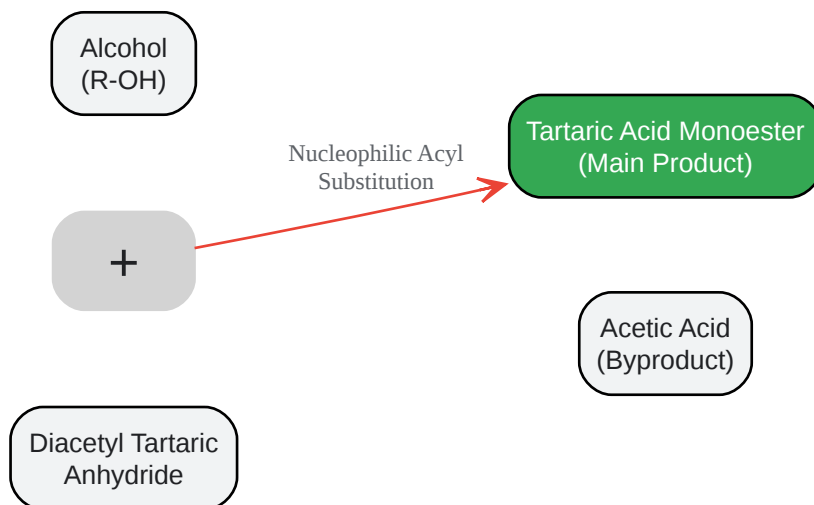 Alcohol
(R-OH)
Tartaric Acid Monoester
(Main Product)
Nucleophilic Acyl
Substitution
+
Acetic Acid
(Byproduct)
Diacetyl Tartaric
Anhydride